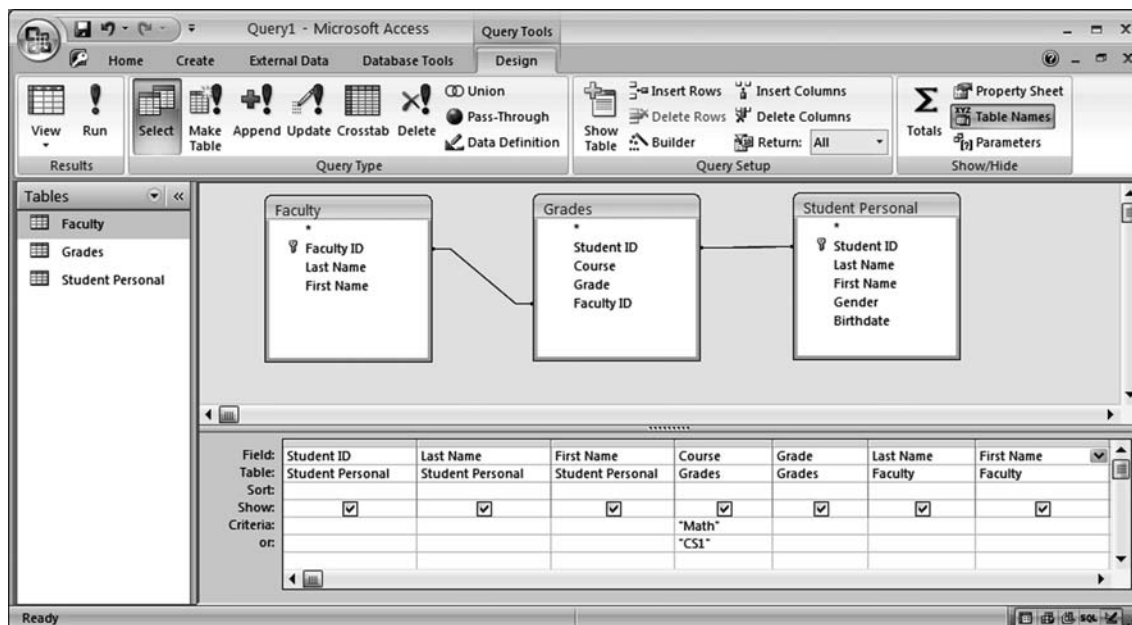 Query1 - Microsoft Access
Query Tools
Home Create External Data Database Tools Design
View
Run
Select
Make Table
Append
Update
Crosstab
Delete
Union
Pass-Through
Data Definition
Show Table
Insert Rows
Delete Rows
Builder
Insert Columns
Delete Columns
Return: All
Totals
Property Sheet
XYZ
Table Names
[?] Parameters
Results
Query Type
Query Setup
Show/Hide
Tables
Faculty
Grades
Student Personal
Faculty
*
Faculty ID
Last Name
First Name
Grades
*
Student ID
Course
Grade
Faculty ID
Student Personal
*
Student ID
Last Name
First Name
Gender
Birthdate
Field: Student ID Last Name First Name Course Grade Last Name First Name
Table: Student Personal Student Personal Student Personal Grades Grades Faculty Faculty
Sort:
Show:
Criteria: "Math"
or: "CS1"
Ready
SQL